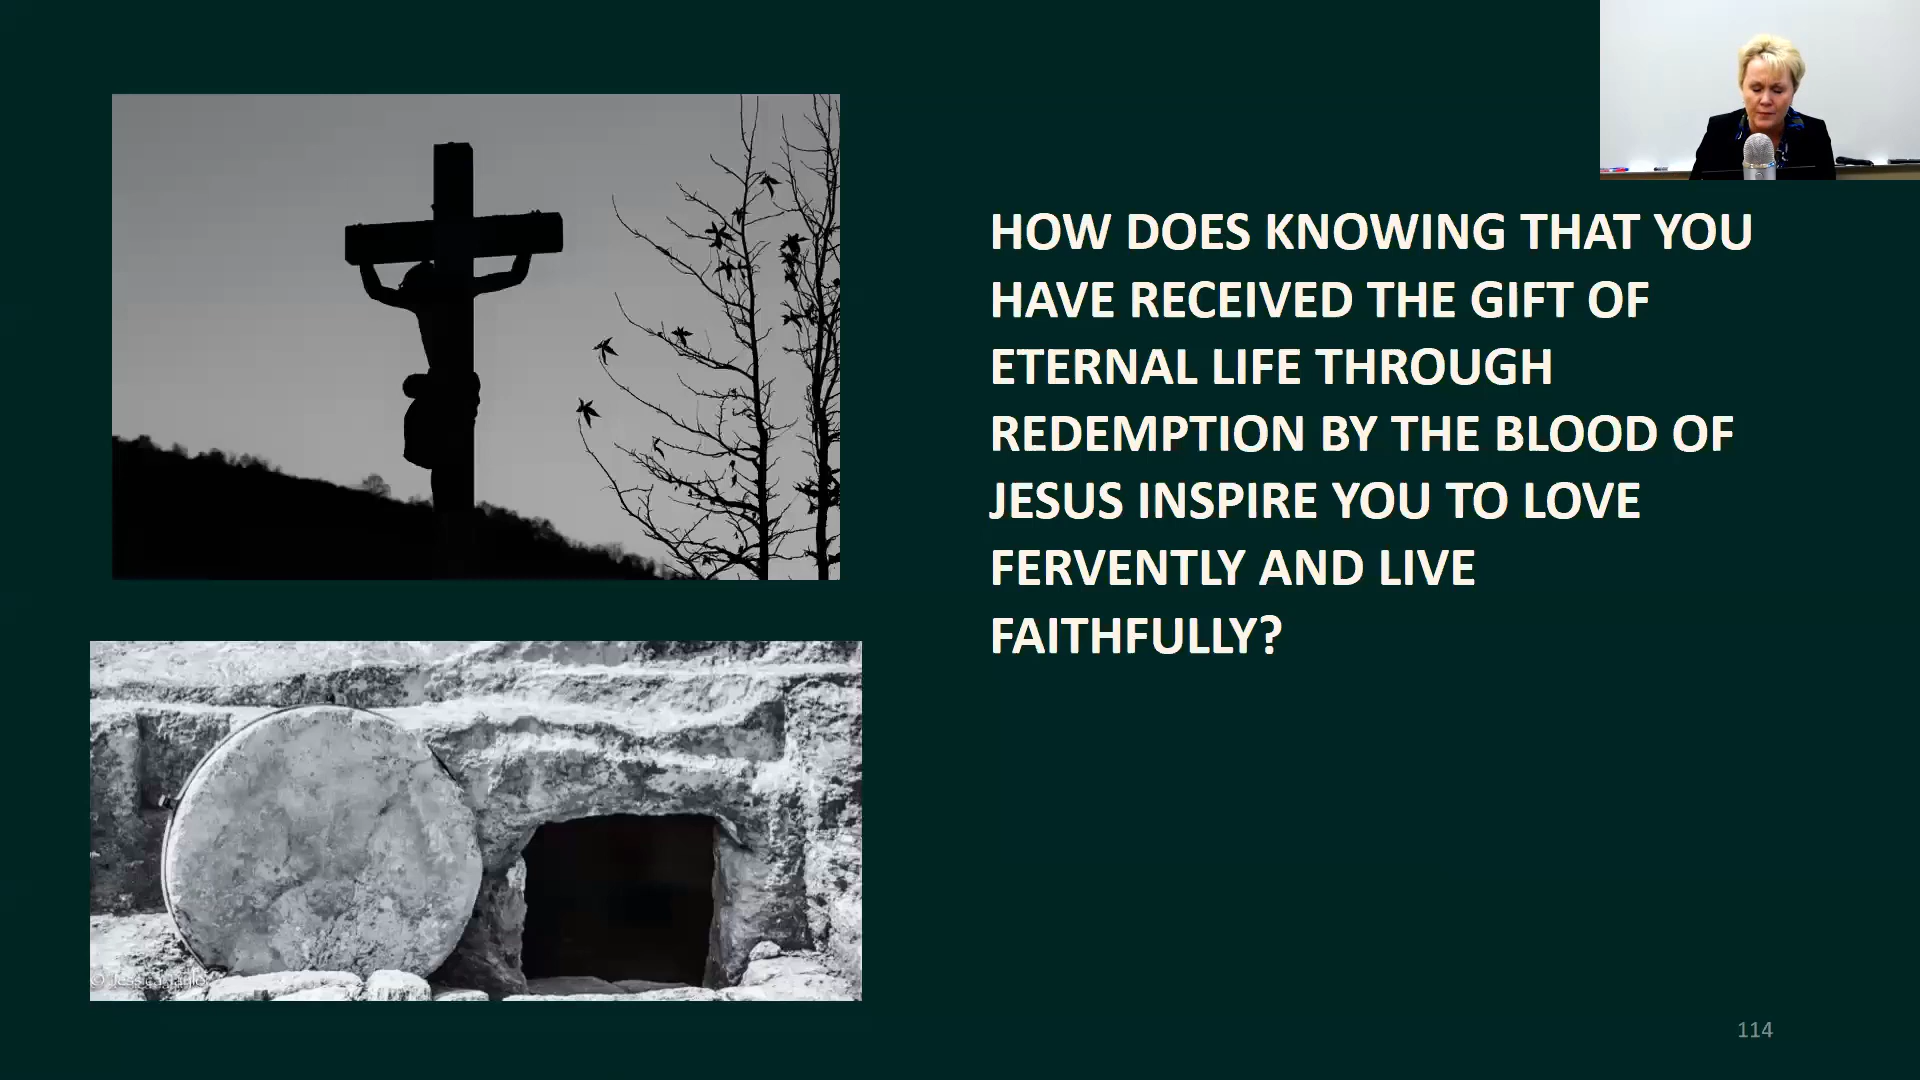 HOW DOES KNOWING THAT YOU
HAVE RECEIVED THE GIFT OF
ETERNAL LIFE THROUGH
REDEMPTION BY THE BLOOD OF
JESUS INSPIRE YOU TO LOVE
FERVENTLY AND LIVE
FAITHFULLY?
114